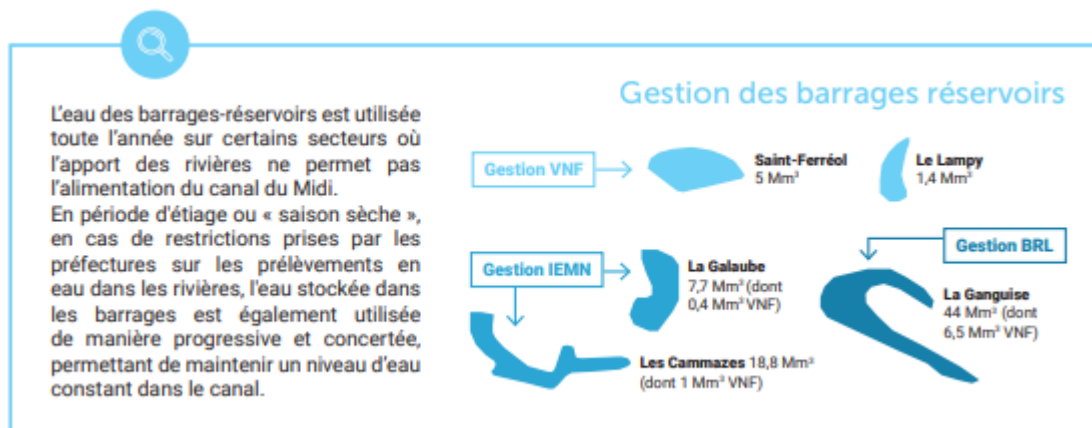 L'eau des barrages-réservoirs est utilisée
toute l'année sur certains secteurs où
l'apport des rivières ne permet pas
l'alimentation du canal du Midi.
En période d'étiage ou « saison sèche »,
en cas de restrictions prises par les
préfectures sur les prélèvements en
eau dans les rivières, l'eau stockée dans
les barrages est également utilisée
de manière progressive et concertée,
permettant de maintenir un niveau d'eau
constant dans le canal.
Gestion des barrages réservoirs
Gestion VNF
Saint-Ferréol
5 Mm³
Le Lampy
1,4 Mm³
Gestion IEMN
La Galaube
7,7 Mm³ (dont
0,4 Mm³ VNF)
Les Cammazes 18,8 Mm³
(dont 1 Mm³ VNF)
Gestion BRL
La Ganguise
44 Mm³ (dont
6,5 Mm³ VNF)